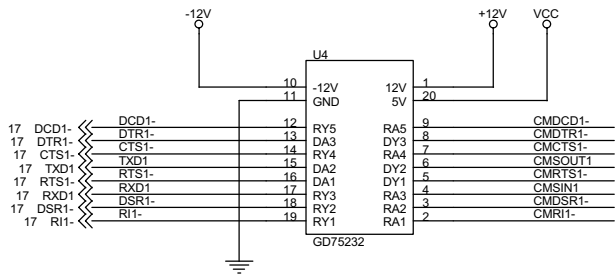 -12V +12V VCC
U4
10 -12V 12V 1
11 GND 5V 20
17 DCD1- DCD1- 12 RY5 RA5 9 CMDCD1-
17 DTR1- DTR1- 13 DA3 DY3 8 CMDTR1-
17 CTS1- CTS1- 14 RY4 RA4 7 CMCTS1-
17 TXD1 TXD1 15 DA2 DY2 6 CMSOUT1
17 RTS1- RTS1- 16 DA1 DY1 5 CMRTS1-
17 RXD1 RXD1 17 RY3 RA3 4 CMSIN1
17 DSR1- DSR1- 18 RY2 RA2 3 CMDSR1-
17 RI1- RI1- 19 RY1 RA1 2 CMRI1-
GD75232